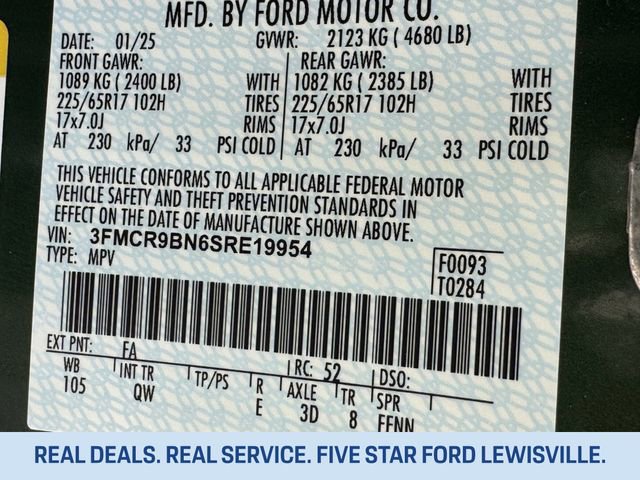 MFD. BY FORD MOTOR CO.
DATE: 01/25 GVWR: 2123 KG ( 4680 LB)
FRONT GAWR: REAR GAWR:
1089 KG ( 2400 LB) WITH 1082 KG ( 2385 LB) WITH
225/65R17 102H TIRES 225/65R17 102H TIRES
17x7.0J RIMS 17x7.0J RIMS
AT 230 kPa/ 33 PSI COLD AT 230 kPa/ 33 PSI COLD
THIS VEHICLE CONFORMS TO ALL APPLICABLE FEDERAL MOTOR
VEHICLE SAFETY AND THEFT PREVENTION STANDARDS IN
EFFECT ON THE DATE OF MANUFACTURE SHOWN ABOVE.
VIN: 3FMCR9BN6SRE19954
TYPE: MPV F0093
T0284
EXT PNT: FA RC: 52 DSO:
WB INT TR TP/PS R AXLE TR SPR
105 QW E 3D 8 FFNN
REAL DEALS. REAL SERVICE. FIVE STAR FORD LEWISVILLE.